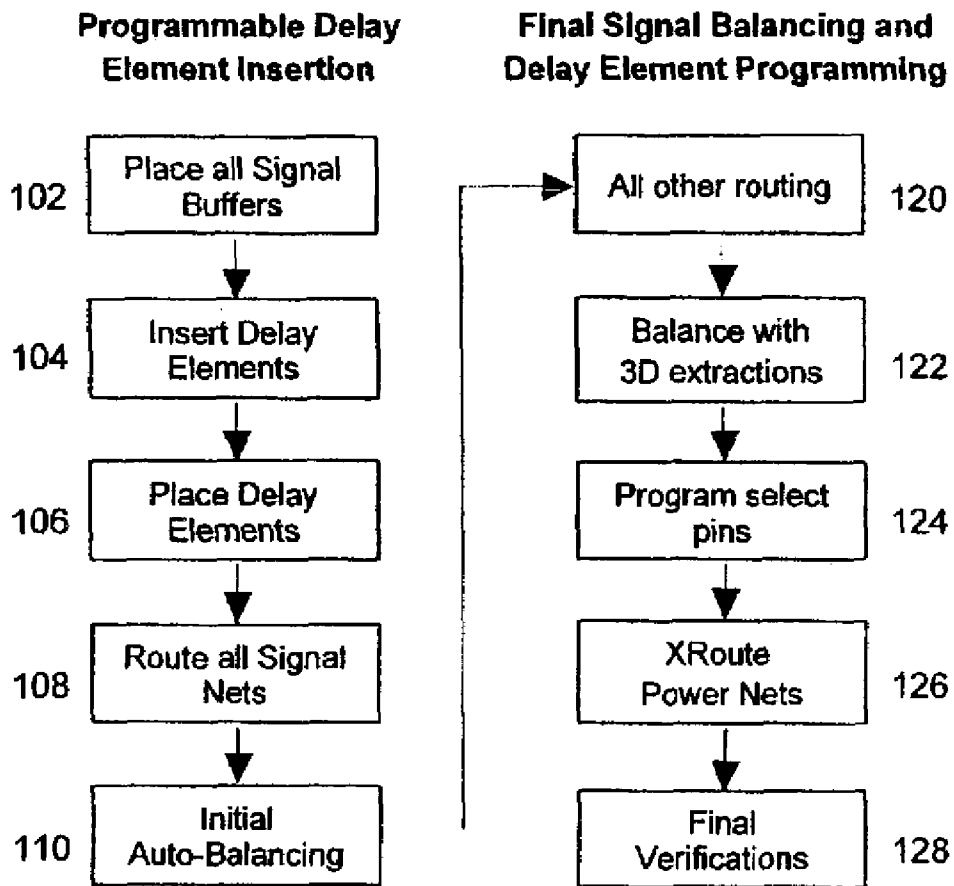 Programmable Delay
Element Insertion
102
Place all Signal
Buffers
104
Insert Delay
Elements
106
Place Delay
Elements
108
Route all Signal
Nets
110
Initial
Auto-Balancing
Final Signal Balancing and
Delay Element Programming
All other routing
120
Balance with
3D extractions
122
Program select
pins
124
XRoute
Power Nets
126
Final
Verifications
128